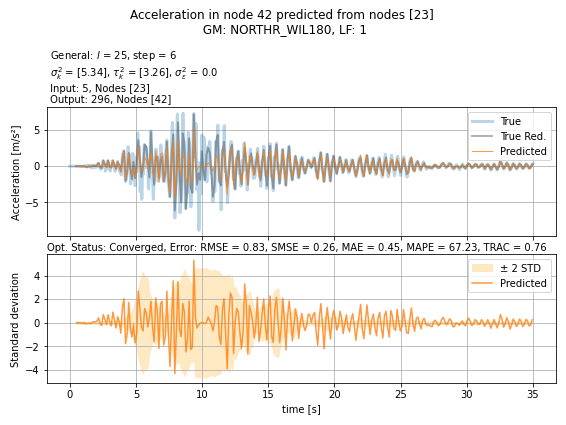 Acceleration in node 42 predicted from nodes [23]
GM: NORTHR_WIL180, LF: 1
General: l = 25, step = 6
σ²ₖ = [5.34], τ²ₖ = [3.26], σ²ε = 0.0
Input: 5, Nodes [23]
Output: 296, Nodes [42]
True
True Red.
Predicted
Acceleration [m/s²]
5
0
−5
Opt. Status: Converged, Error: RMSE = 0.83, SMSE = 0.26, MAE = 0.45, MAPE = 67.23, TRAC = 0.76
± 2 STD
Predicted
Standard deviation
4
2
0
−2
−4
0 5 10 15 20 25 30 35
time [s]